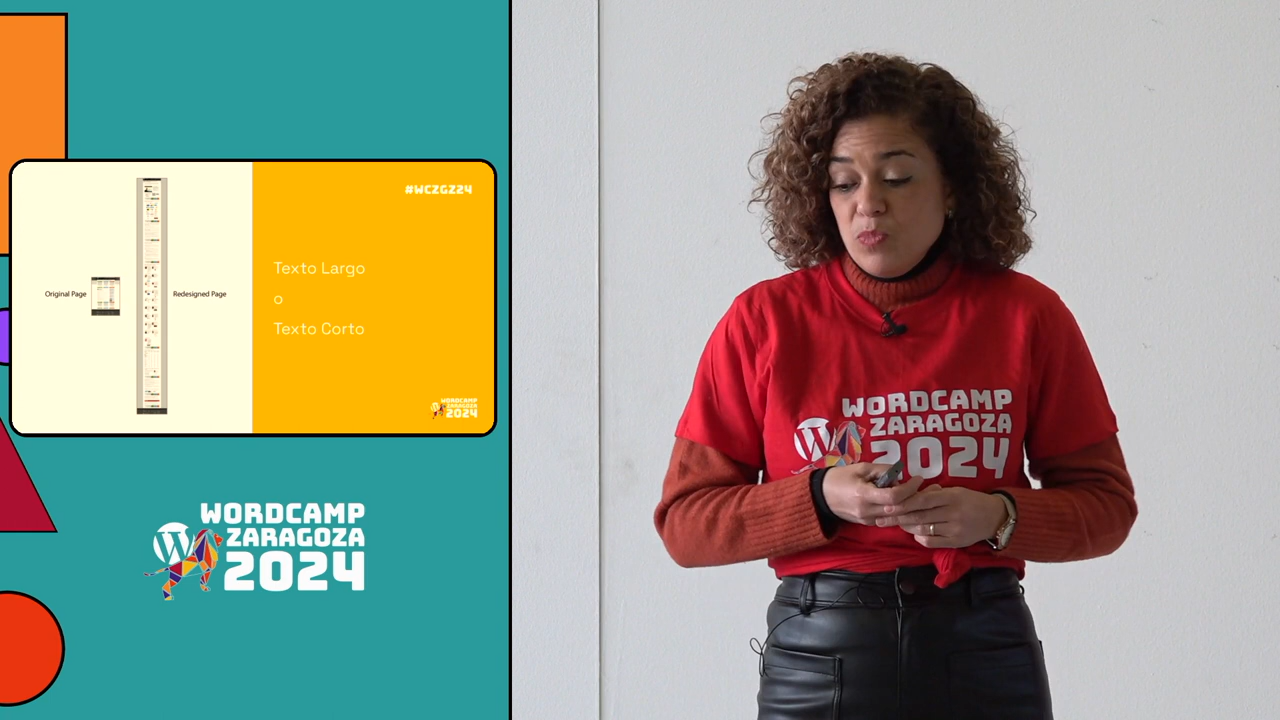 #WCZGZ24
Original Page
Redesigned Page
Texto Largo
o
Texto Corto
WORDCAMP
ZARAGOZA
2024
WORDCAMP
ZARAGOZA
2024
W
WORDCAMP
ZARAGOZA
2024
W